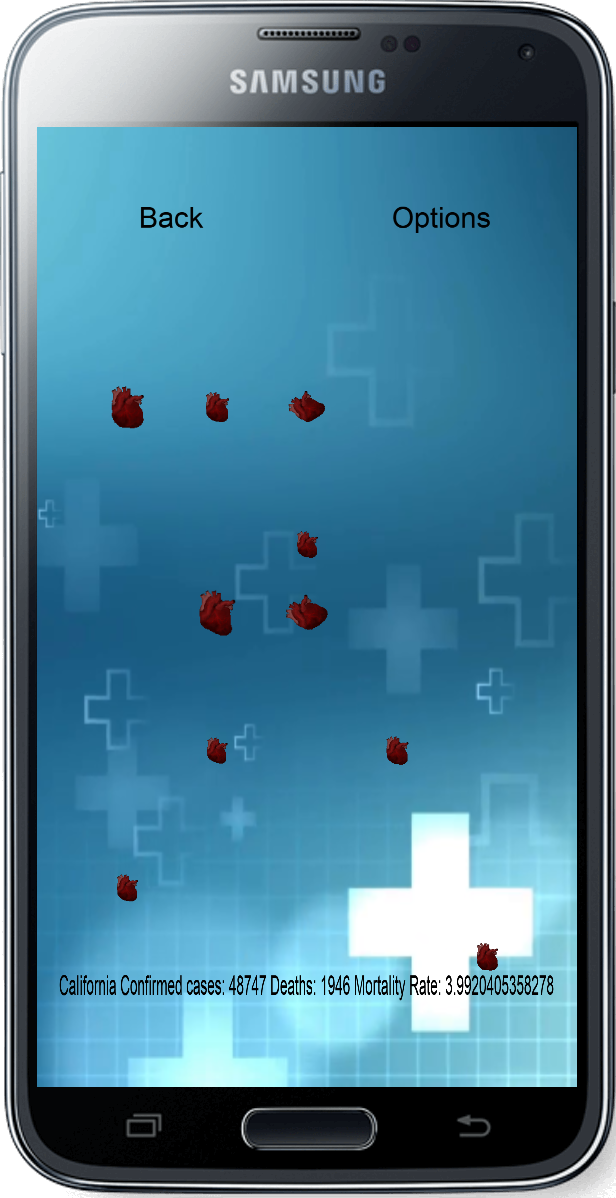 SAMSUNG
Back Options
California Confirmed cases: 48747 Deaths: 1946 Mortality Rate: 3.9920405358278